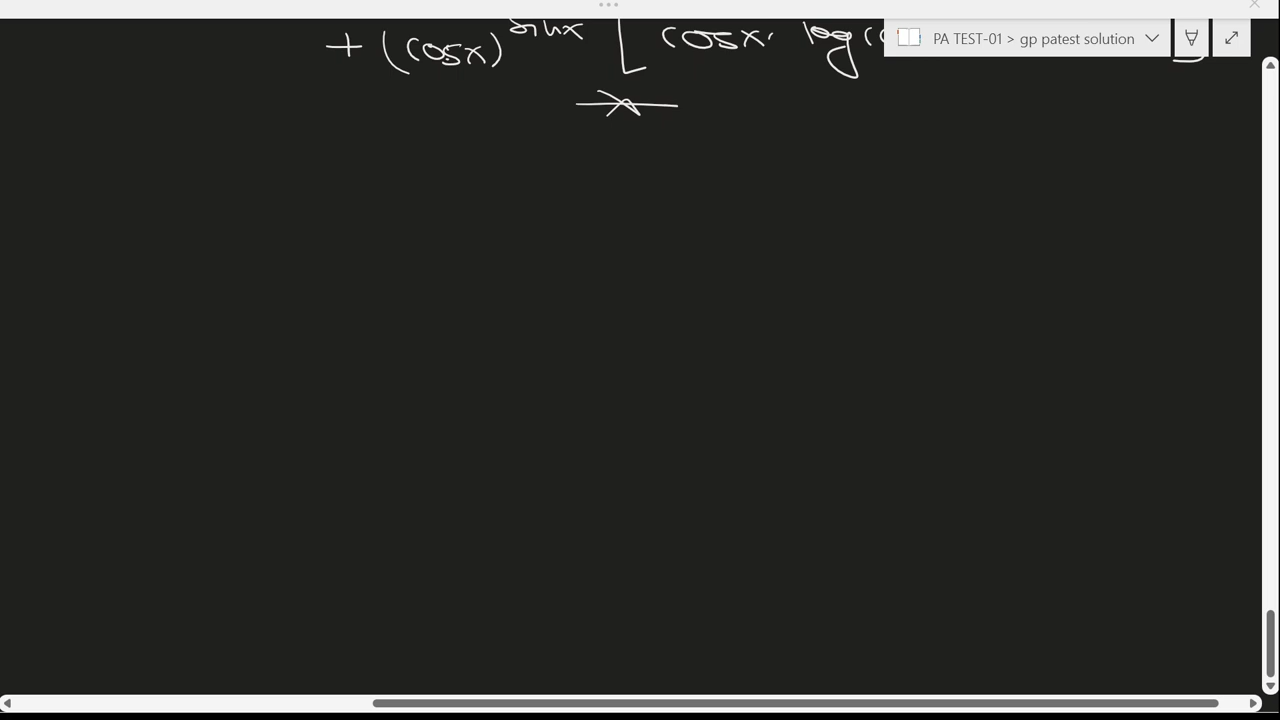 PA TEST-01 > gp patest solution
+ (cosx)^sinx [ cosx. log(c